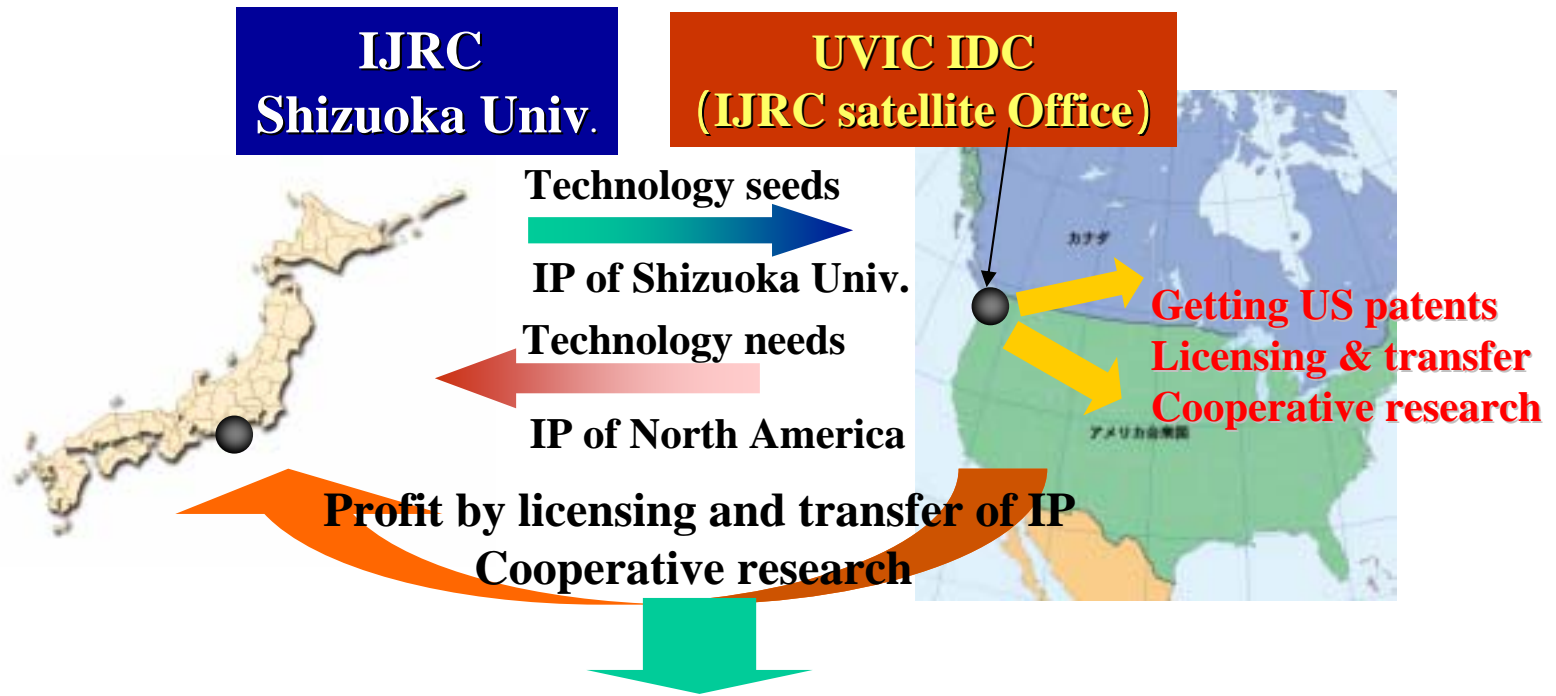 IJRC
Shizuoka Univ.
UVIC IDC
(IJRC satellite Office)
Technology seeds
IP of Shizuoka Univ.
Technology needs
IP of North America
カナダ
Getting US patents
Licensing & transfer
Cooperative research
アメリカ合衆国
Profit by licensing and transfer of IP
Cooperative research